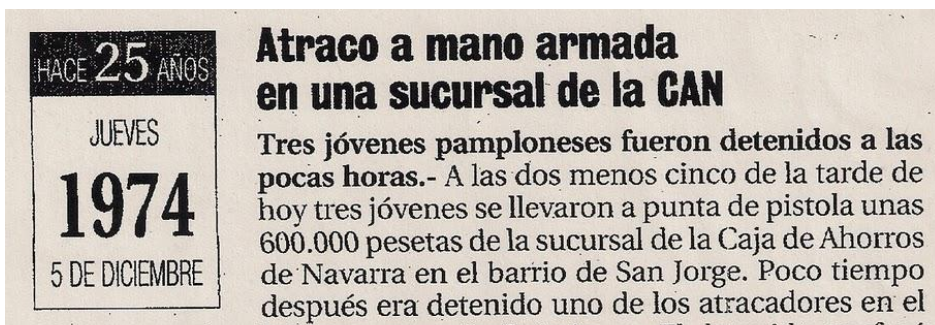 HACE 25 AÑOS
JUEVES
1974
5 DE DICIEMBRE
Atraco a mano armada
en una sucursal de la CAN
Tres jóvenes pamploneses fueron detenidos a las
pocas horas.- A las dos menos cinco de la tarde de
hoy tres jóvenes se llevaron a punta de pistola unas
600.000 pesetas de la sucursal de la Caja de Ahorros
de Navarra en el barrio de San Jorge. Poco tiempo
después era detenido uno de los atracadores en el